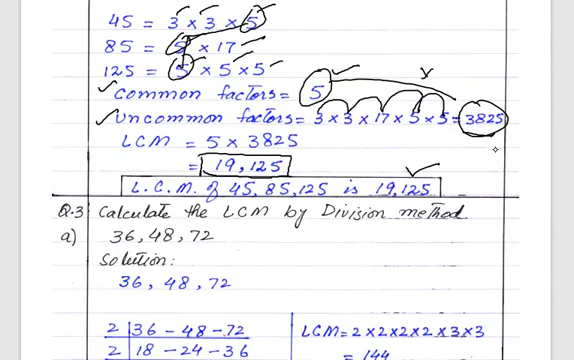 45 = 3 × 3 × 5
85 = 5 × 17
125 = 5 × 5 × 5
Common factors = 5
Uncommon factors = 3 × 3 × 17 × 5 × 5 = 3825
LCM = 5 × 3825
= 19,125
L.C.M. of 45, 85, 125 is 19,125
Q.3 Calculate the LCM by Division method.
a) 36, 48, 72
Solution:
36, 48, 72
2 | 36 – 48 – 72
2 | 18 – 24 – 36
LCM = 2 × 2 × 2 × 2 × 3 × 3
= 144